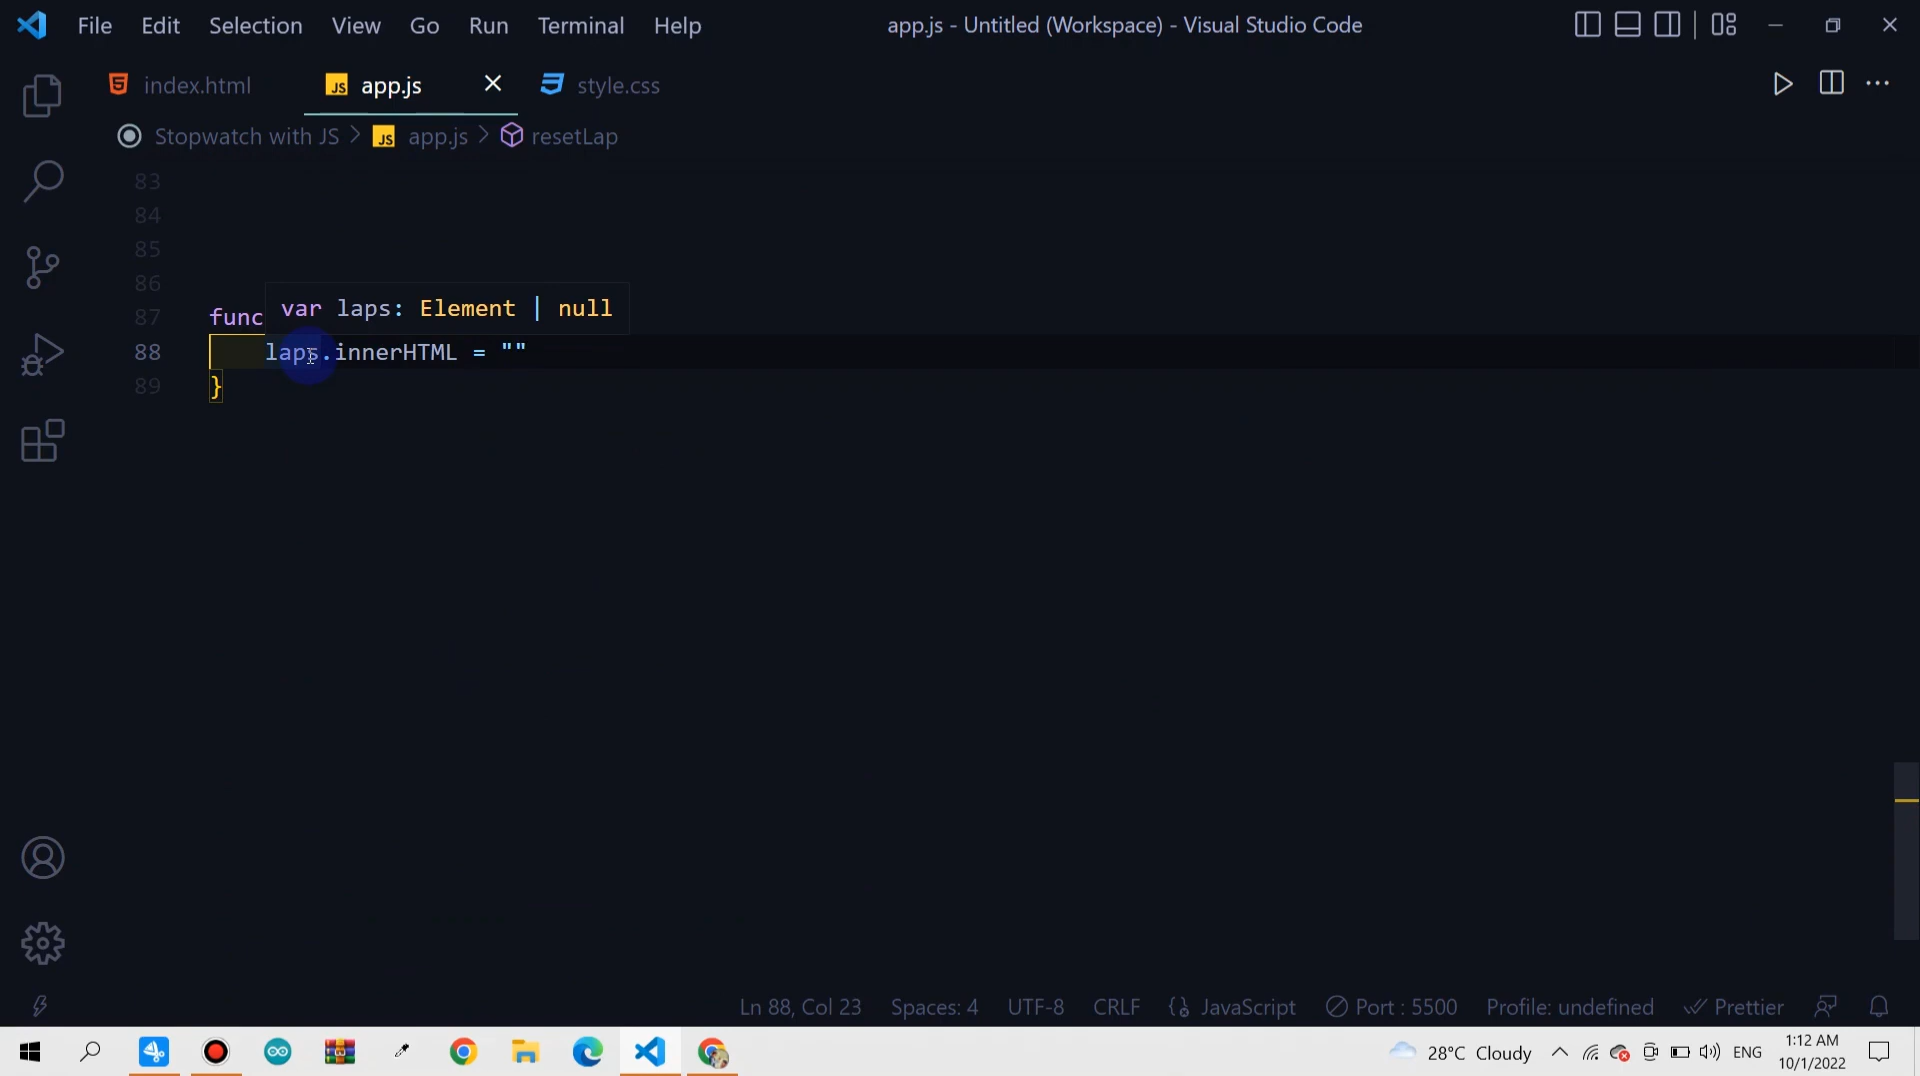 File Edit Selection View Go Run Terminal Help app.js - Untitled (Workspace) - Visual Studio Code
index.html JS app.js style.css
Stopwatch with JS > JS app.js > resetLap
83
84
85
86
var laps: Element | null
87 func
88 laps.innerHTML = ""
89 }
Ln 88, Col 23 Spaces: 4 UTF-8 CRLF {} JavaScript Port : 5500 Profile: undefined Prettier
28°C Cloudy ENG 1:12 AM
10/1/2022